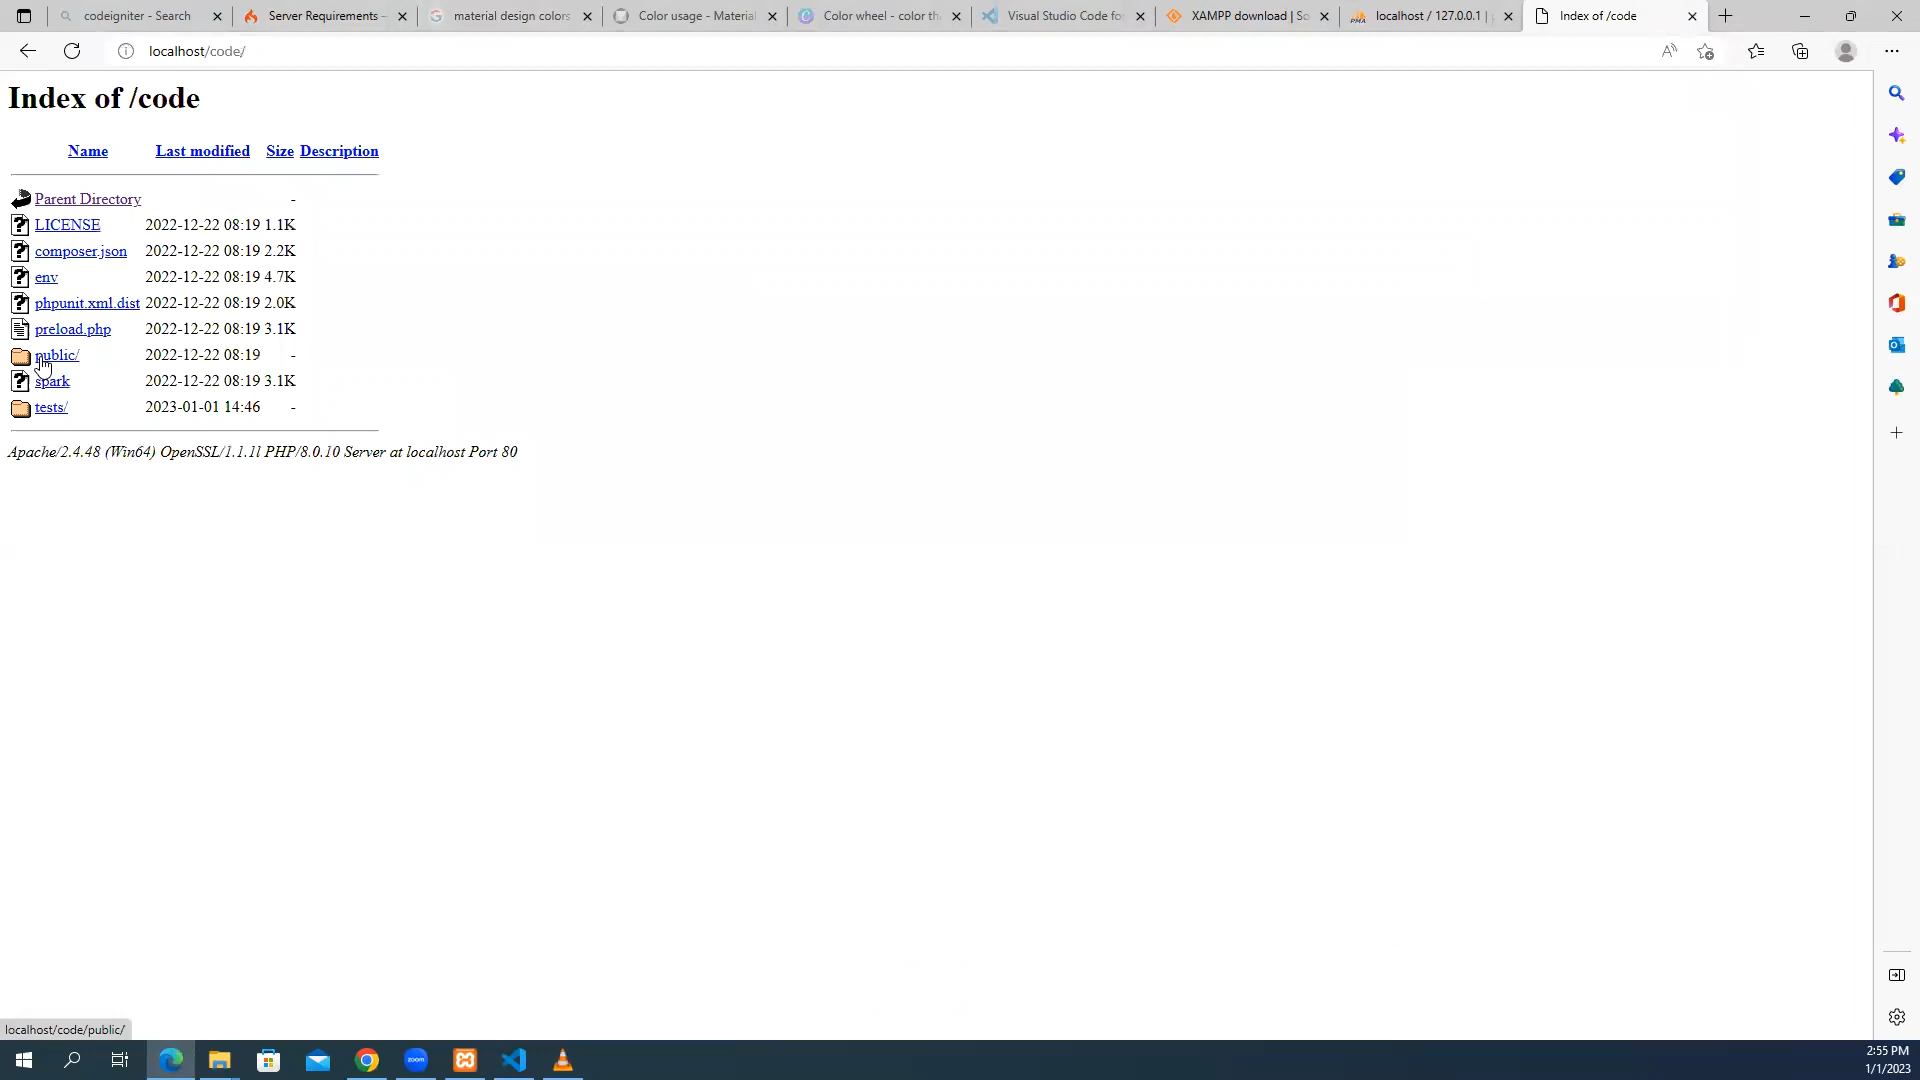 codeigniter - Search
Server Requirements –
material design colors
Color usage - Material
Color wheel - color th
Visual Studio Code for
XAMPP download | So
localhost / 127.0.0.1 |
Index of /code
localhost/code/
Index of /code
Name Last modified Size Description
Parent Directory -
LICENSE 2022-12-22 08:19 1.1K
composer.json 2022-12-22 08:19 2.2K
env 2022-12-22 08:19 4.7K
phpunit.xml.dist 2022-12-22 08:19 2.0K
preload.php 2022-12-22 08:19 3.1K
public/ 2022-12-22 08:19 -
spark 2022-12-22 08:19 3.1K
tests/ 2023-01-01 14:46 -
Apache/2.4.48 (Win64) OpenSSL/1.1.1l PHP/8.0.10 Server at localhost Port 80
localhost/code/public/
zoom
2:55 PM
1/1/2023